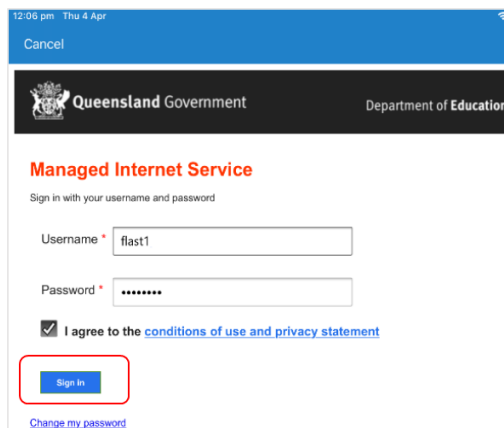 12:06 pm Thu 4 Apr
Cancel
Queensland Government
Department of Education
Managed Internet Service
Sign in with your username and password
Username * flast1
Password * ••••••••
I agree to the conditions of use and privacy statement
Sign in
Change my password